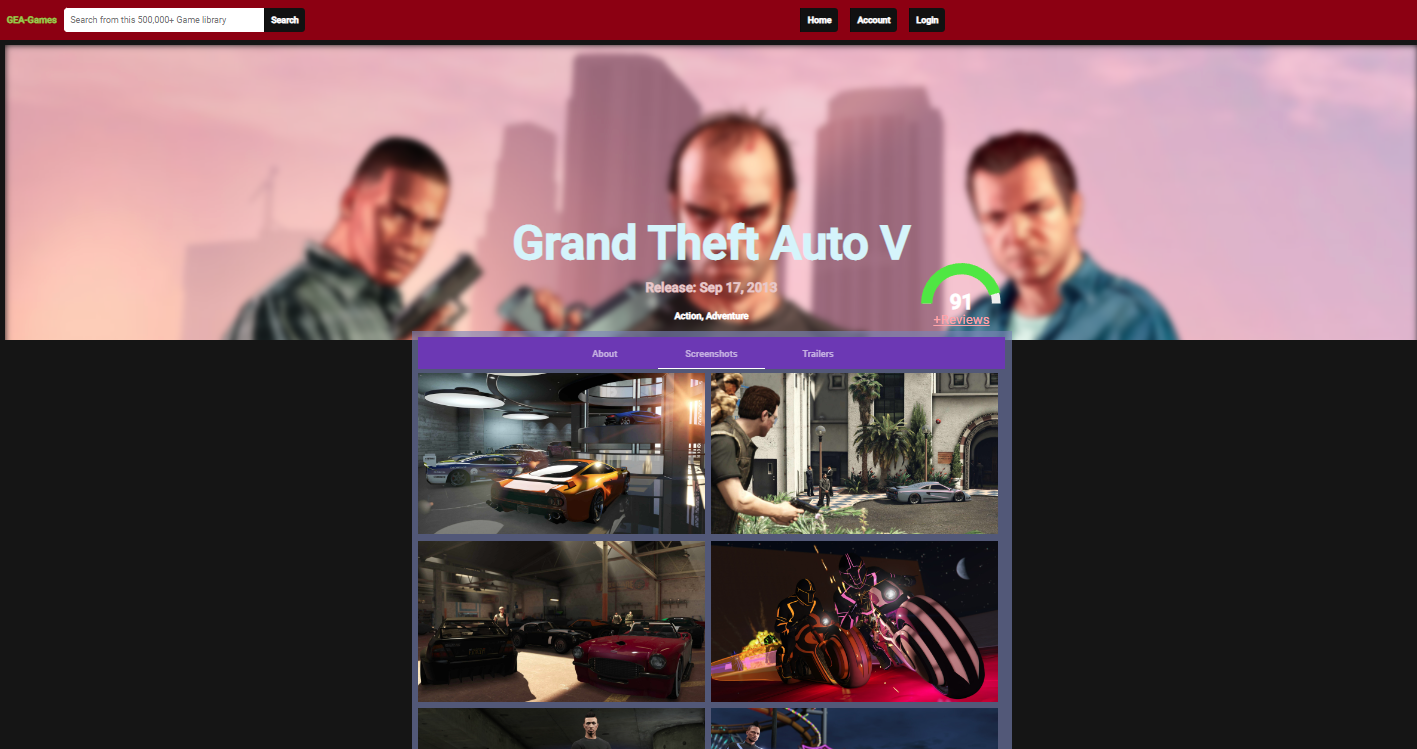 GEA-Games Search from this 500,000+ Game library Search Home Account Login
Grand Theft Auto V
Release: Sep 17, 2013
91
Action, Adventure
+Reviews
About Screenshots Trailers